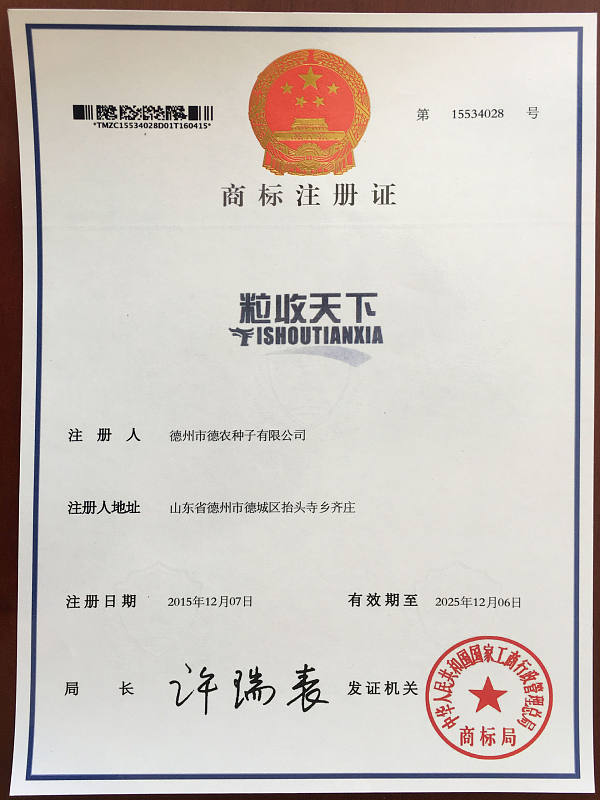 *TMZC15534028D01T160415*
第 15534028 号
商标注册证
粒收天下
LISHOUTIANXIA
注册人 德州市德农种子有限公司
注册人地址 山东省德州市德城区抬头寺乡齐庄
注册日期 2015年12月07日 有效期至 2025年12月06日
局长 许瑞表 发证机关
中华人民共和国国家工商行政管理总局
商标局